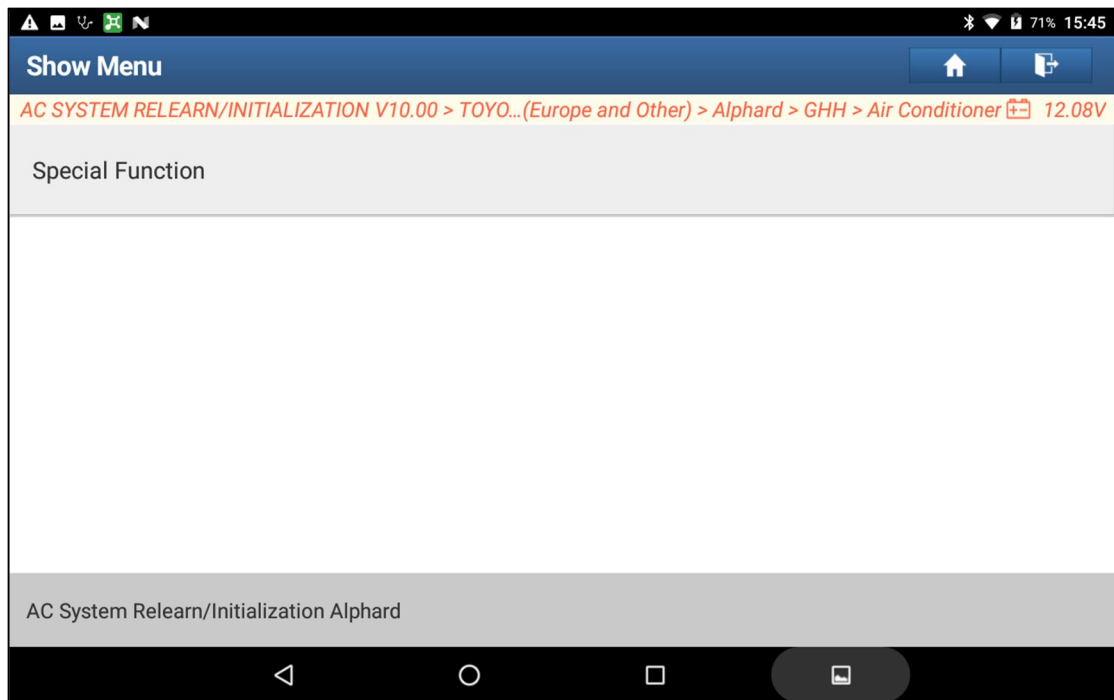 71% 15:45
Show Menu
AC SYSTEM RELEARN/INITIALIZATION V10.00 > TOYO...(Europe and Other) > Alphard > GHH > Air Conditioner 12.08V
Special Function
AC System Relearn/Initialization Alphard